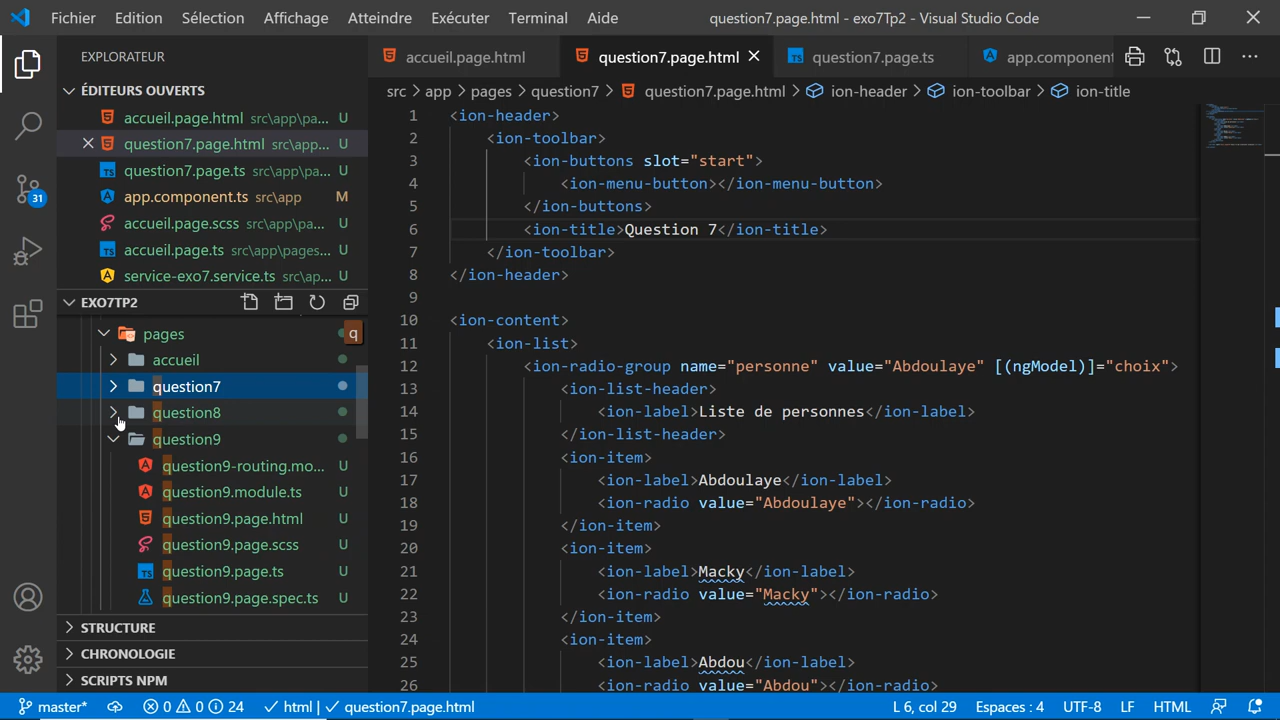 Fichier Edition Sélection Affichage Atteindre Exécuter Terminal Aide question7.page.html - exo7Tp2 - Visual Studio Code
EXPLORATEUR
accueil.page.html question7.page.html question7.page.ts app.component
ÉDITEURS OUVERTS
src app pages question7 question7.page.html ion-header ion-toolbar ion-title
accueil.page.html src\app\pa... U
question7.page.html src\app... U
question7.page.ts src\app\pa... U
app.component.ts src\app M
accueil.page.scss src\app\pa... U
accueil.page.ts src\app\pages... U
service-exo7.service.ts src\ap... U
31
EXO7TP2
pages q
accueil
question7
question8
question9
question9-routing.mo... U
question9.module.ts U
question9.page.html U
question9.page.scss U
question9.page.ts U
question9.page.spec.ts U
STRUCTURE
CHRONOLOGIE
SCRIPTS NPM
1 <ion-header>
2 <ion-toolbar>
3 <ion-buttons slot="start">
4 <ion-menu-button></ion-menu-button>
5 </ion-buttons>
6 <ion-title>Question 7</ion-title>
7 </ion-toolbar>
8 </ion-header>
9
10 <ion-content>
11 <ion-list>
12 <ion-radio-group name="personne" value="Abdoulaye" [(ngModel)]="choix">
13 <ion-list-header>
14 <ion-label>Liste de personnes</ion-label>
15 </ion-list-header>
16 <ion-item>
17 <ion-label>Abdoulaye</ion-label>
18 <ion-radio value="Abdoulaye"></ion-radio>
19 </ion-item>
20 <ion-item>
21 <ion-label>Macky</ion-label>
22 <ion-radio value="Macky"></ion-radio>
23 </ion-item>
24 <ion-item>
25 <ion-label>Abdou</ion-label>
26 <ion-radio value="Abdou"></ion-radio>
master* 0 0 24 html | question7.page.html L 6, col 29 Espaces : 4 UTF-8 LF HTML